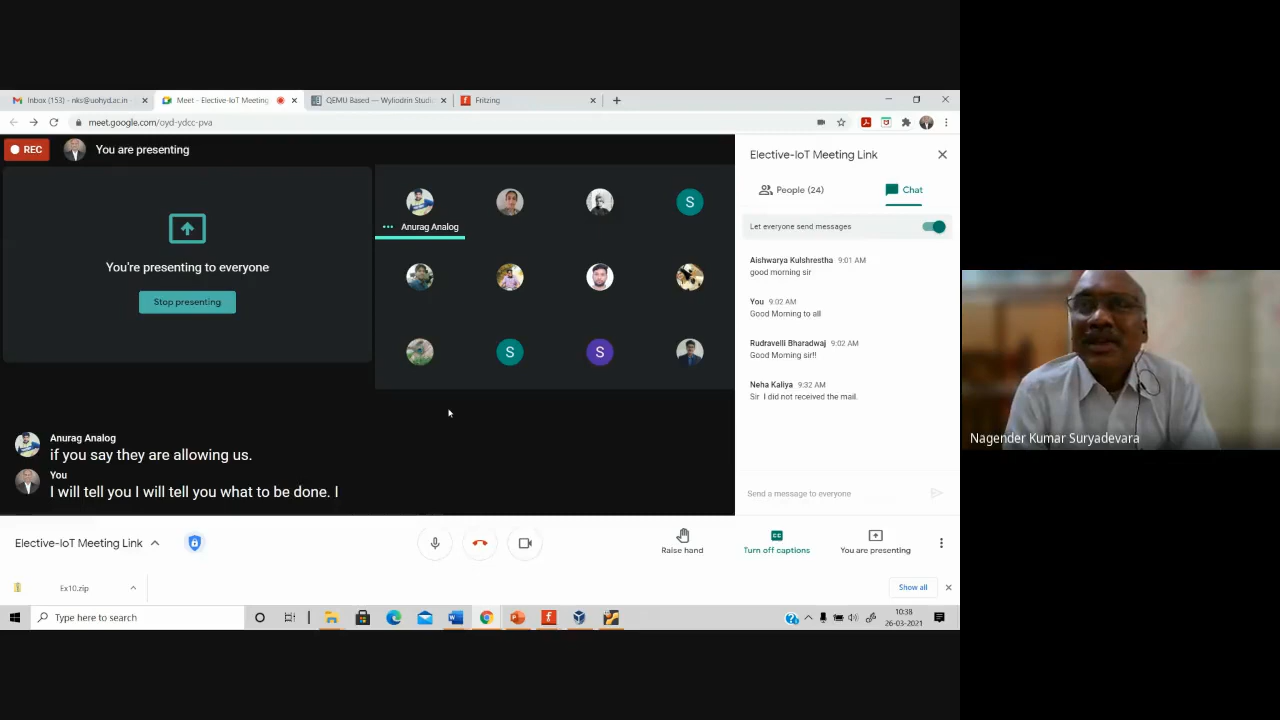 Inbox (153) - nks@uohyd.ac.in -
Meet - Elective-IoT Meeting
QEMU Based — Wyliodrin Studi
Fritzing
meet.google.com/oyd-ydcc-pva
REC
You are presenting
Elective-IoT Meeting Link
People (24)
Chat
Let everyone send messages
S
Anurag Analog
You're presenting to everyone
Stop presenting
Aishwarya Kulshrestha 9:01 AM
good morning sir
You 9:02 AM
Good Morning to all
Rudravelli Bharadwaj 9:02 AM
Good Morning sir!!
S
S
Neha Kaliya 9:32 AM
Sir I did not received the mail.
Anurag Analog
if you say they are allowing us.
You
I will tell you I will tell you what to be done. I
Nagender Kumar Suryadevara
Send a message to everyone
Elective-IoT Meeting Link
Raise hand
Turn off captions
You are presenting
Ex10.zip
Show all
Type here to search
10:38
26-03-2021